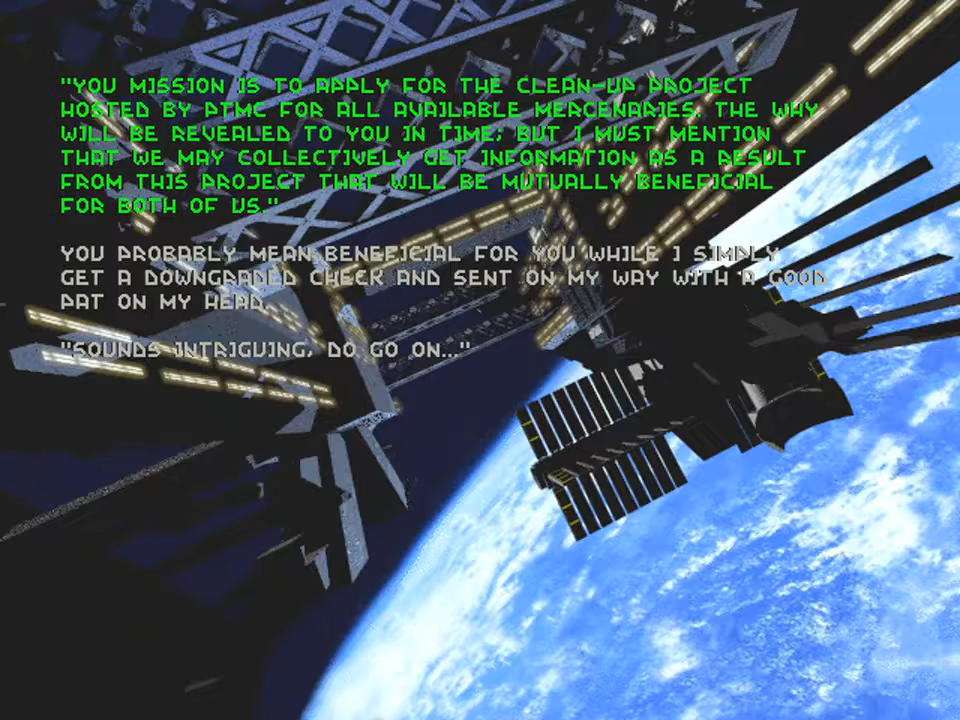 "YOU MISSION IS TO APPLY FOR THE CLEAN-UP PROJECT
HOSTED BY PTMC FOR ALL AVAILABLE MERCENARIES. THE WHY
WILL BE REVEALED TO YOU IN TIME; BUT I MUST MENTION
THAT WE MAY COLLECTIVELY GET INFORMATION AS A RESULT
FROM THIS PROJECT THAT WILL BE MUTUALLY BENEFICIAL
FOR BOTH OF US."
YOU PROBABLY MEAN BENEFICIAL FOR YOU WHILE I SIMPLY
GET A DOWNGRADED CHECK AND SENT ON MY WAY WITH A GOOD
PAT ON MY HEAD.
"SOUNDS INTRIGUING, DO GO ON..."